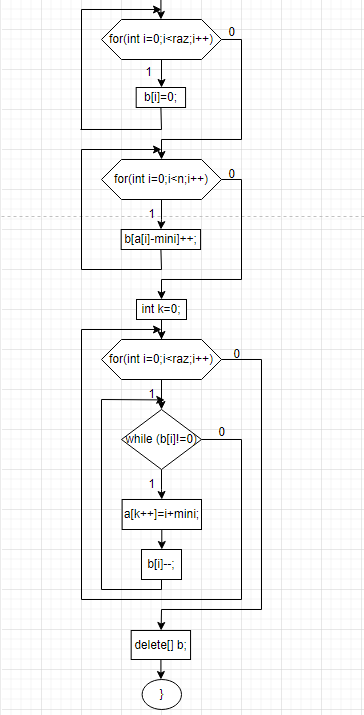 for(int i=0;i<raz;i++)
0
1
b[i]=0;
for(int i=0;i<n;i++)
0
1
b[a[i]-mini]++;
int k=0;
for(int i=0;i<raz;i++)
0
1
while (b[i]!=0)
0
1
a[k++]=i+mini;
b[i]--;
delete[] b;
}